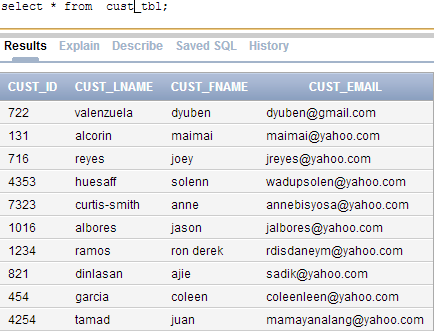 select * from  cust_tbl;
Results Explain Describe Saved SQL History
CUST_ID CUST_LNAME CUST_FNAME CUST_EMAIL
722 valenzuela dyuben dyuben@gmail.com
131 alcorin maimai maimai@yahoo.com
716 reyes joey jreyes@yahoo.com
4353 huesaff solenn wadupsolen@yahoo.com
7323 curtis-smith anne annebisyosa@yahoo.com
1016 albores jason jalbores@yahoo.com
1234 ramos ron derek rdisdaneym@yahoo.com
821 dinlasan ajie sadik@yahoo.com
454 garcia coleen coleenleen@yahoo.com
4254 tamad juan mamayanalang@yahoo.com